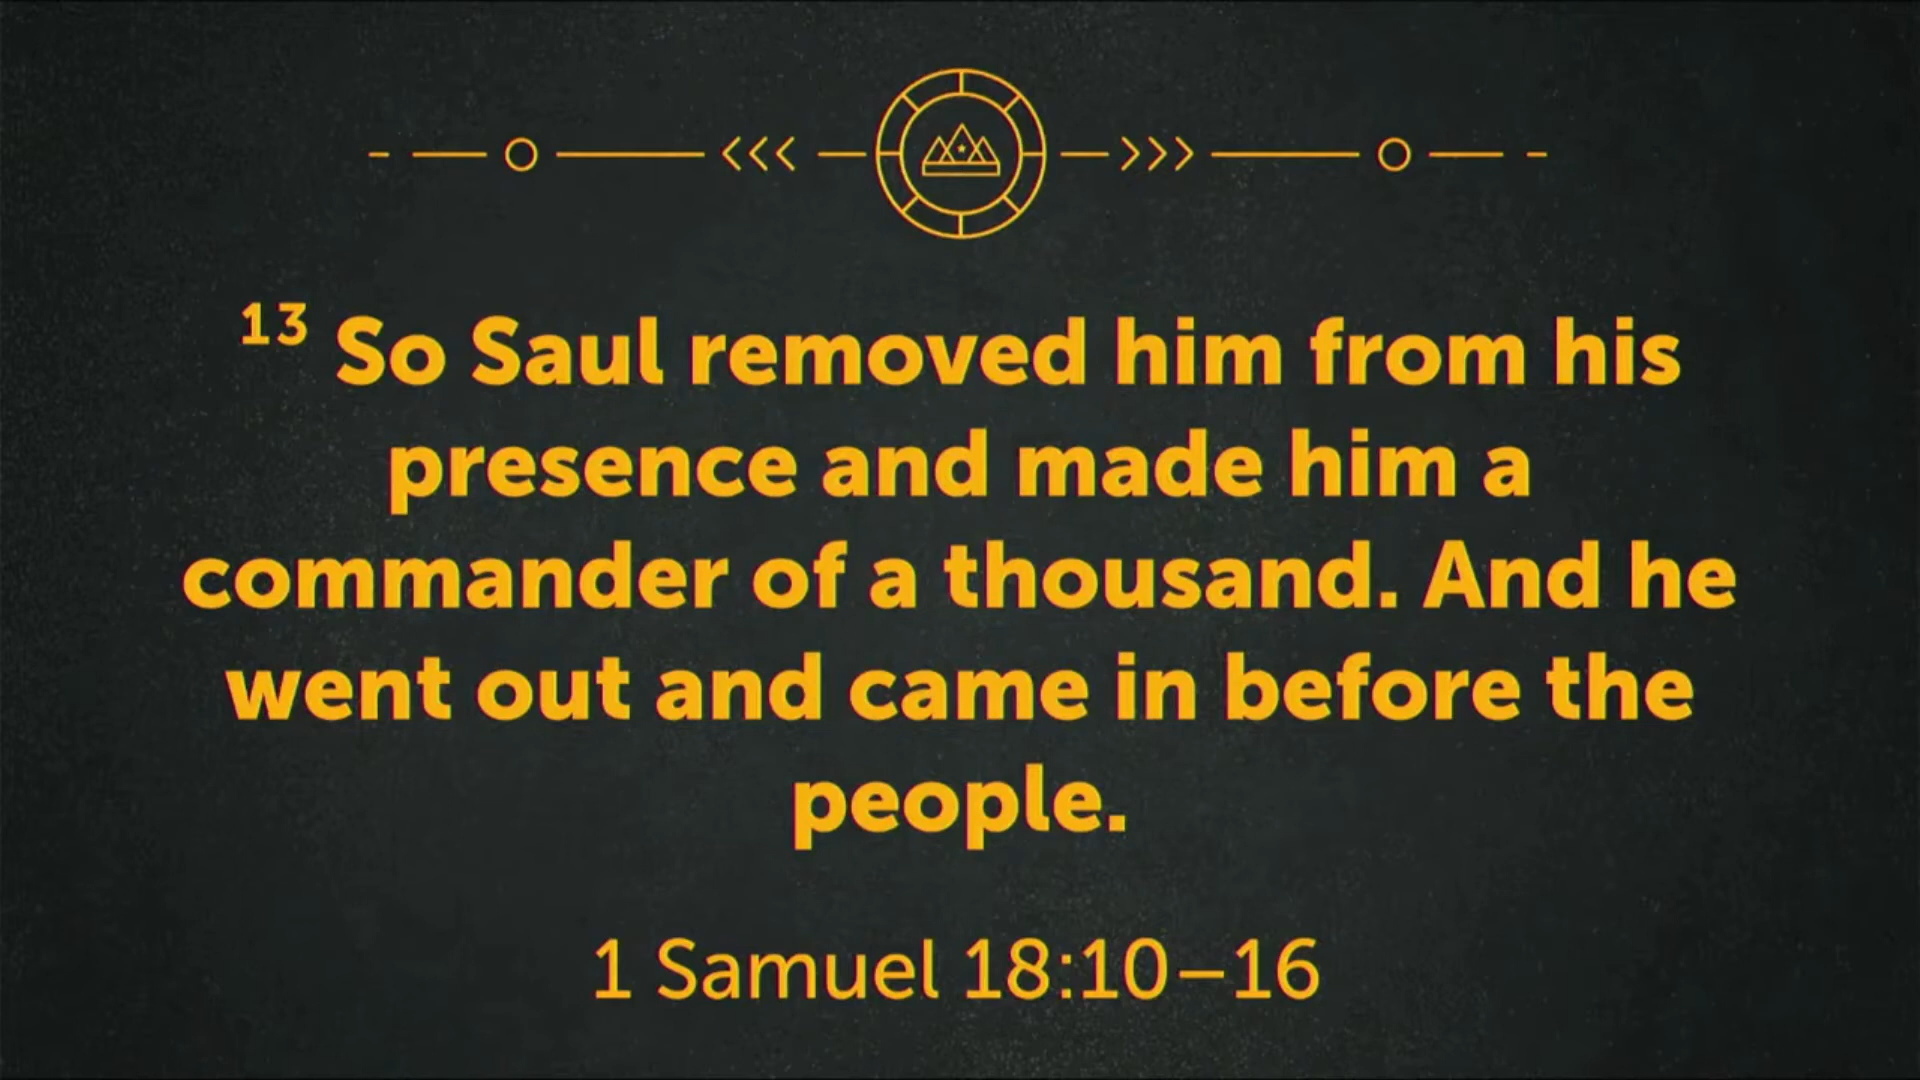 13 So Saul removed him from his
presence and made him a
commander of a thousand. And he
went out and came in before the
people.
1 Samuel 18:10–16